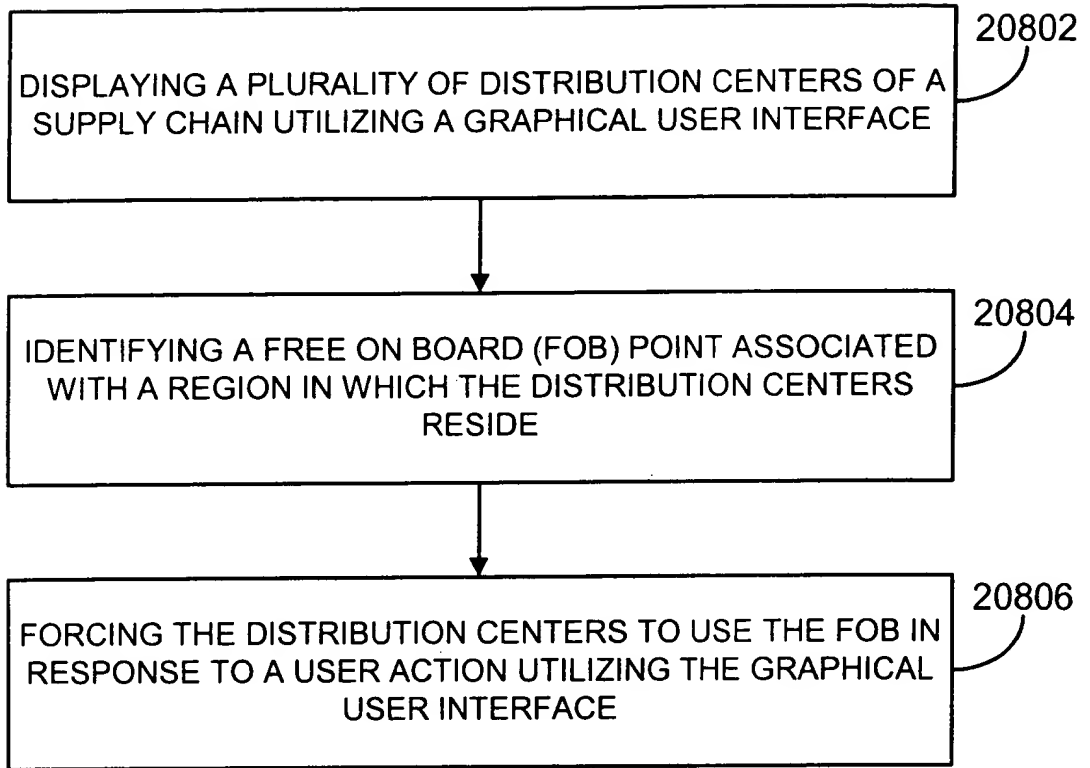 20802
DISPLAYING A PLURALITY OF DISTRIBUTION CENTERS OF A
SUPPLY CHAIN UTILIZING A GRAPHICAL USER INTERFACE
20804
IDENTIFYING A FREE ON BOARD (FOB) POINT ASSOCIATED
WITH A REGION IN WHICH THE DISTRIBUTION CENTERS
RESIDE
20806
FORCING THE DISTRIBUTION CENTERS TO USE THE FOB IN
RESPONSE TO A USER ACTION UTILIZING THE GRAPHICAL
USER INTERFACE